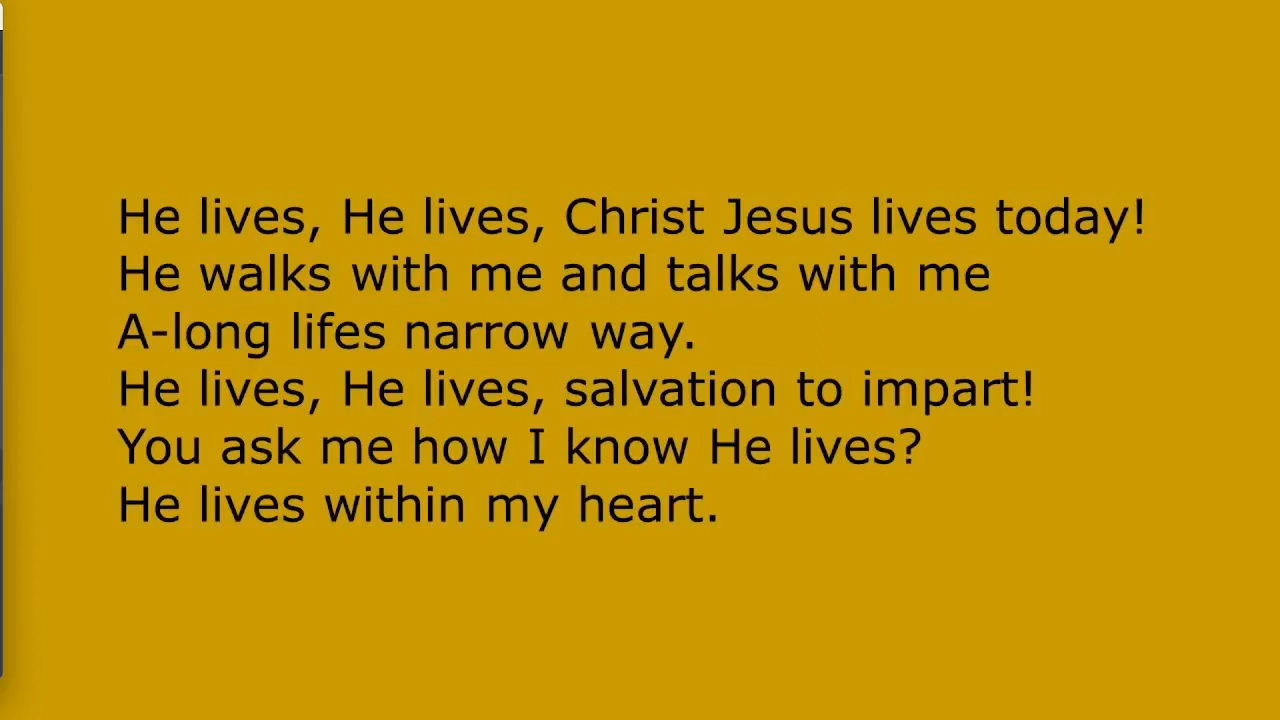 He lives, He lives, Christ Jesus lives today!
He walks with me and talks with me
A-long lifes narrow way.
He lives, He lives, salvation to impart!
You ask me how I know He lives?
He lives within my heart.